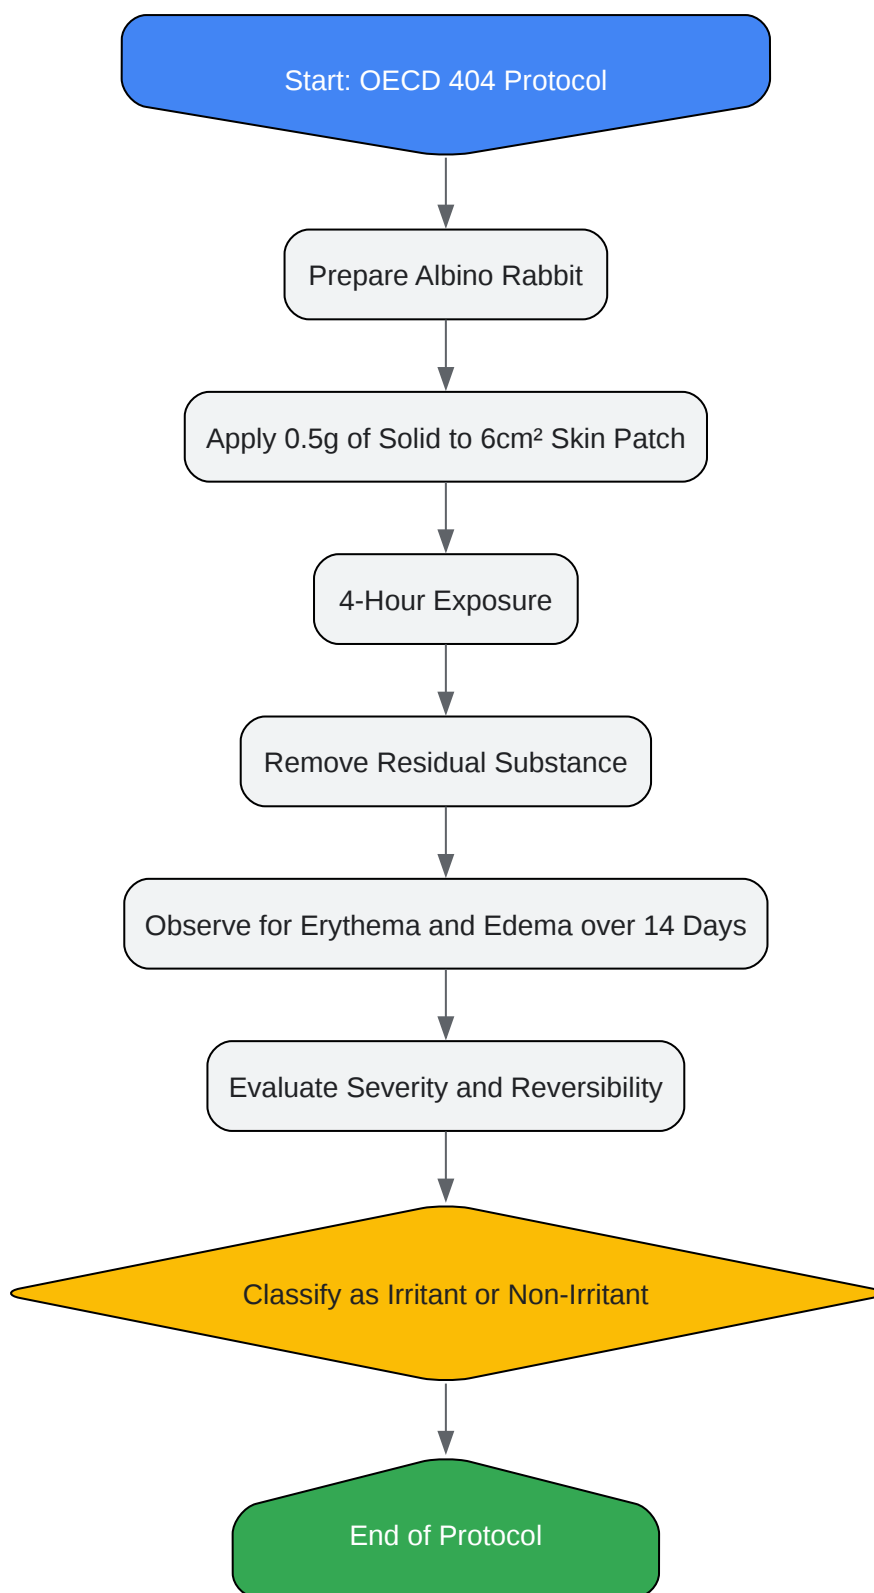 Start: OECD 404 Protocol
Prepare Albino Rabbit
Apply 0.5g of Solid to 6cm² Skin Patch
4-Hour Exposure
Remove Residual Substance
Observe for Erythema and Edema over 14 Days
Evaluate Severity and Reversibility
Classify as Irritant or Non-Irritant
End of Protocol